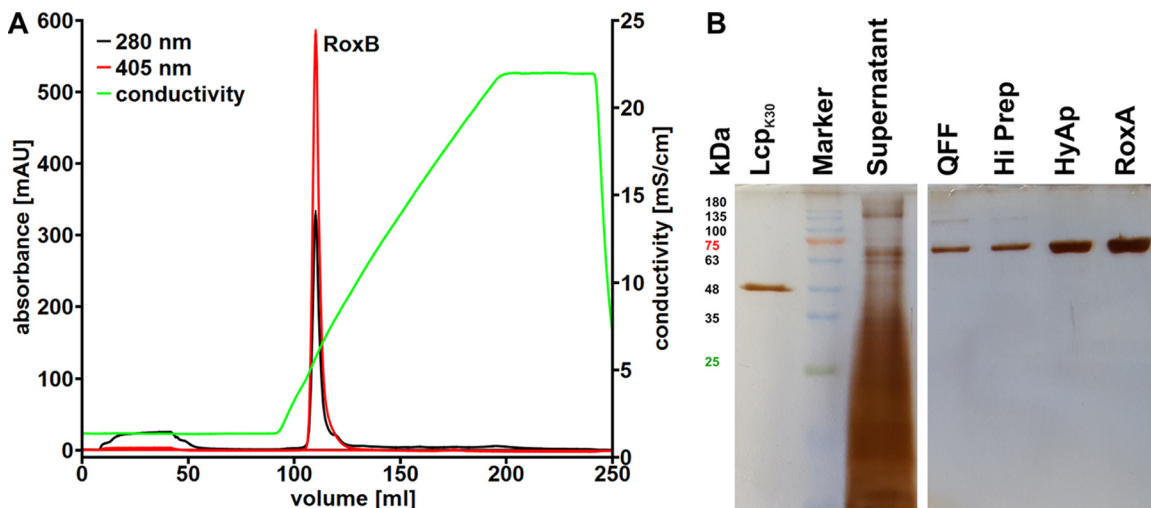 A
280 nm
405 nm
conductivity
RoxB
600
500
400
300
200
100
0
absorbance [mAU]
0 50 100 150 200 250
volume [ml]
25
20
15
10
5
0
conductivity [mS/cm]
B
kDa
LcpK30
Marker
Supernatant
QFF
Hi Prep
HyAp
RoxA
180
135
100
75
63
48
35
25